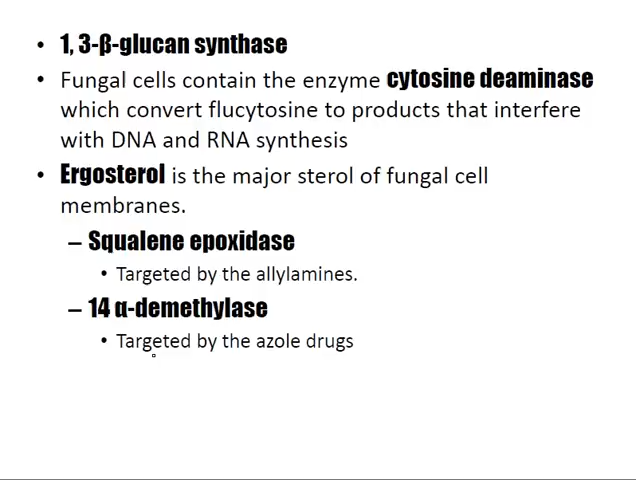 • 1, 3-β-glucan synthase
• Fungal cells contain the enzyme cytosine deaminase
which convert flucytosine to products that interfere
with DNA and RNA synthesis
• Ergosterol is the major sterol of fungal cell
membranes.
– Squalene epoxidase
• Targeted by the allylamines.
– 14 α-demethylase
• Targeted by the azole drugs